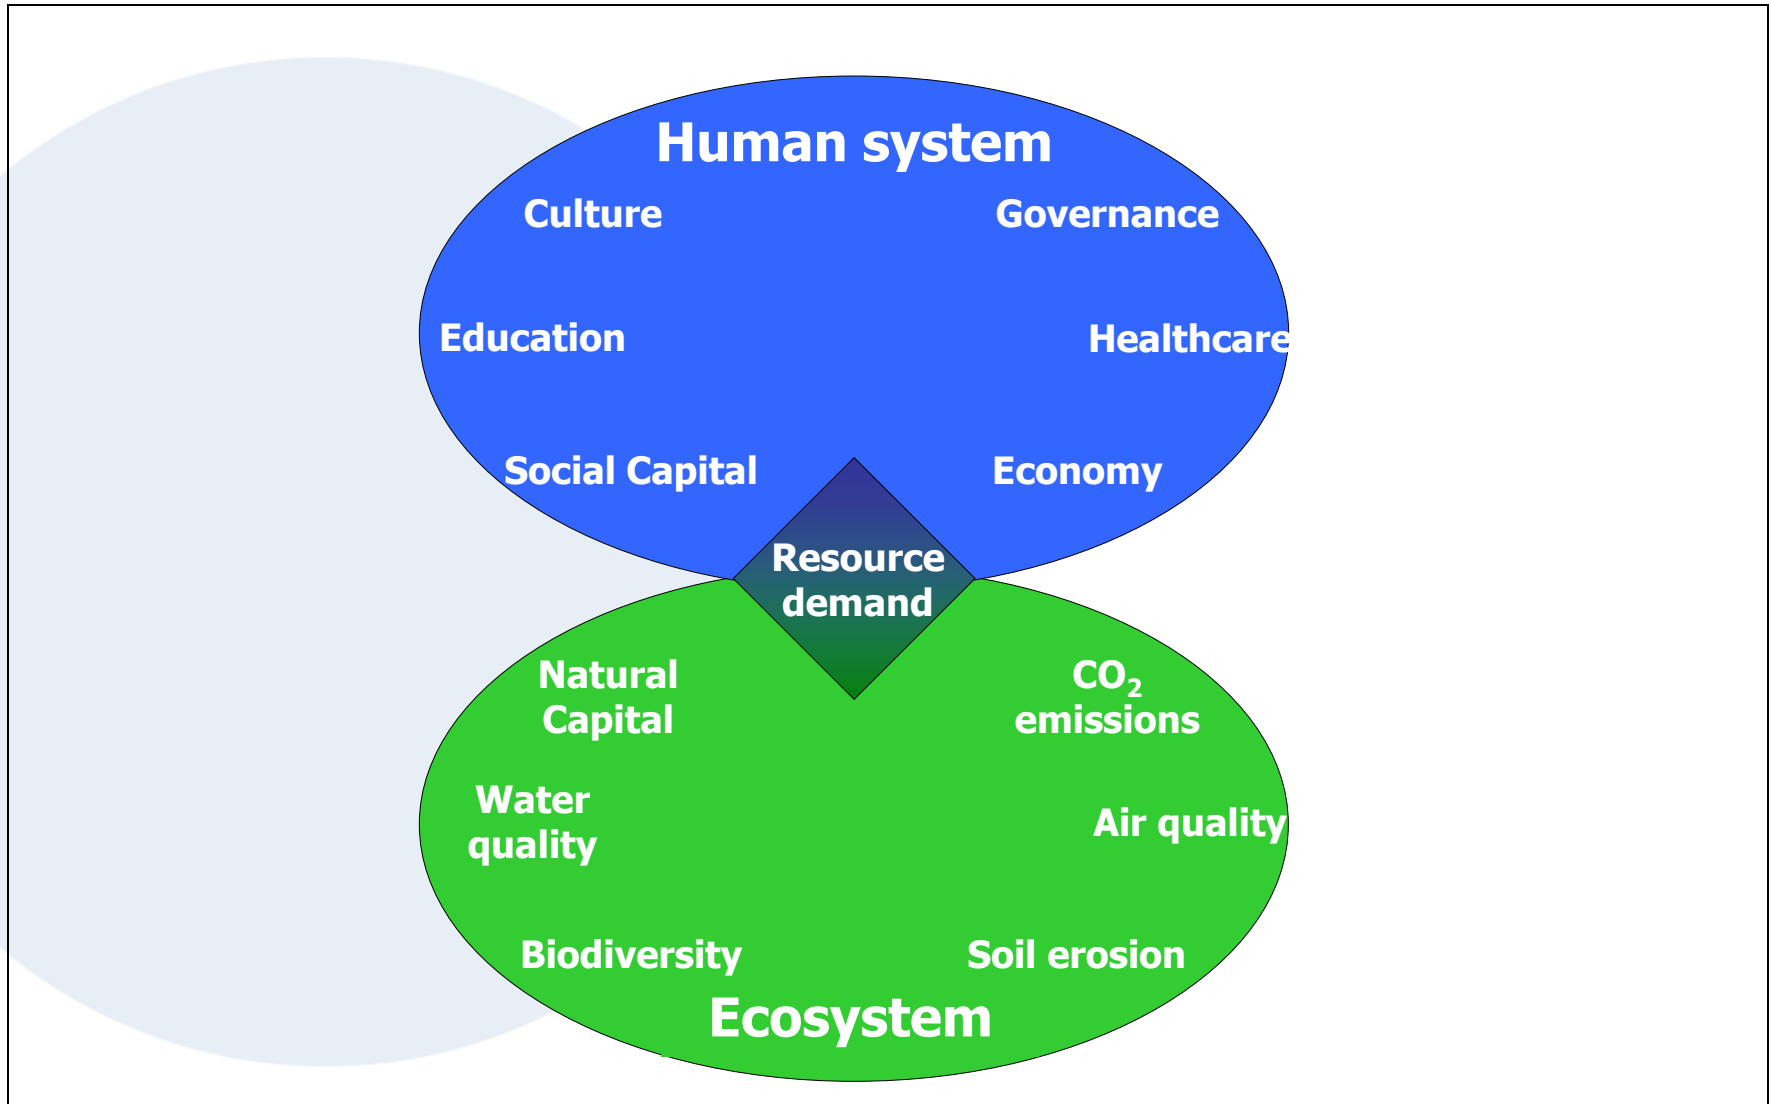 Human system
Culture
Governance
Education
Healthcare
Social Capital
Economy
Resource
demand
Natural
Capital
CO₂
emissions
Water
quality
Air quality
Biodiversity
Soil erosion
Ecosystem